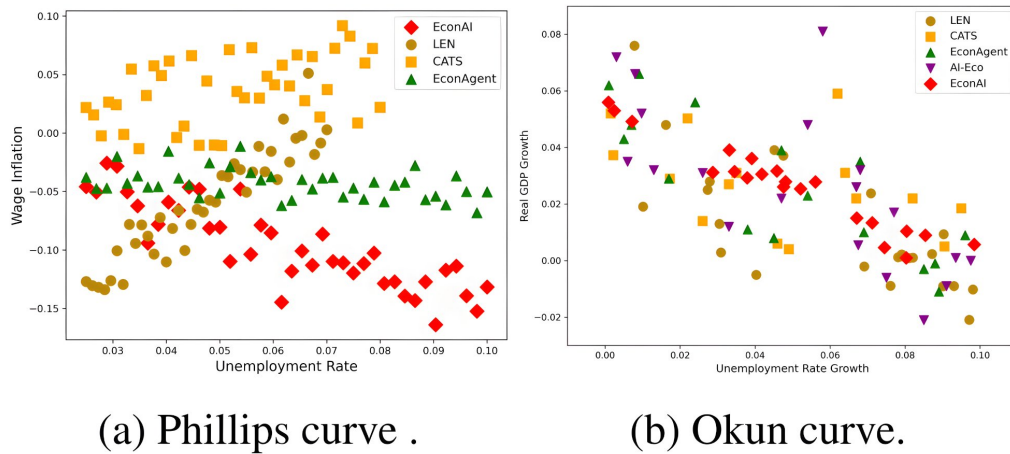 EconAI
LEN
CATS
EconAgent
0.10
0.05
0.00
−0.05
−0.10
−0.15
Wage Inflation
0.03 0.04 0.05 0.06 0.07 0.08 0.09 0.10
Unemployment Rate
LEN
CATS
EconAgent
AI-Eco
EconAI
0.08
0.06
0.04
0.02
0.00
−0.02
Real GDP Growth
0.00 0.02 0.04 0.06 0.08 0.10
Unemployment Rate Growth
(a) Phillips curve .
(b) Okun curve.